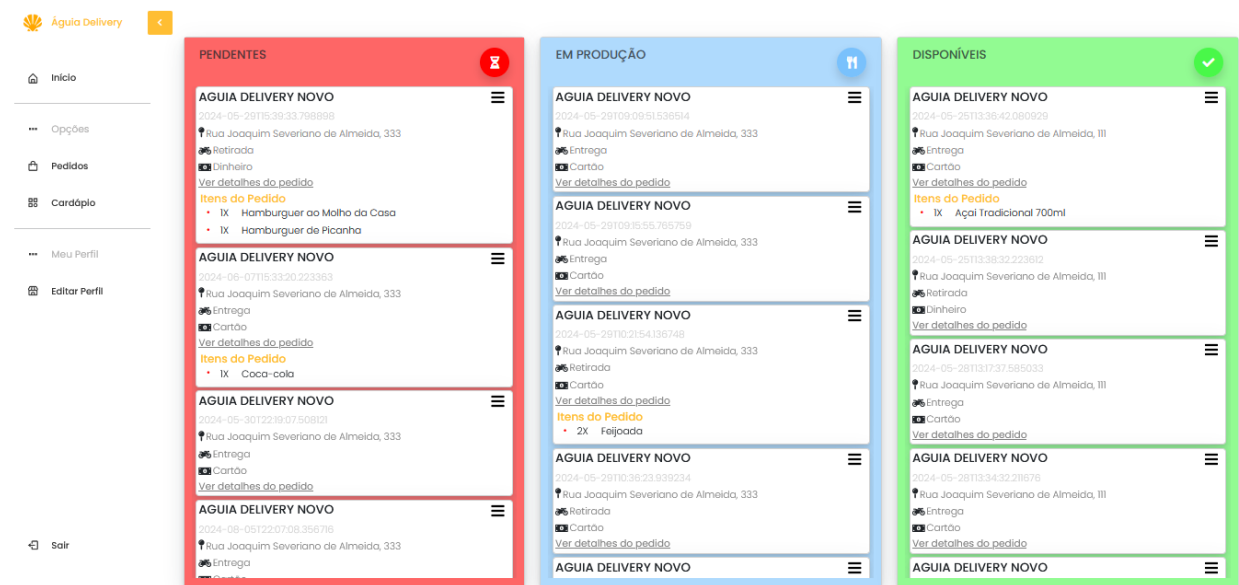 Águia Delivery
Início
Opções
Pedidos
Cardápio
Meu Perfil
Editar Perfil
Sair
PENDENTES
AGUIA DELIVERY NOVO
2024-05-29T15:39:33.798898
Rua Joaquim Severiano de Almeida, 333
Retirada
Dinheiro
Ver detalhes do pedido
Itens do Pedido
1X Hamburguer ao Molho da Casa
1X Hamburguer de Picanha
AGUIA DELIVERY NOVO
2024-06-07T15:33:20.223363
Rua Joaquim Severiano de Almeida, 333
Entrega
Cartão
Ver detalhes do pedido
Itens do Pedido
1X Coca-cola
AGUIA DELIVERY NOVO
2024-05-30T22:19:07.508121
Rua Joaquim Severiano de Almeida, 333
Entrega
Cartão
Ver detalhes do pedido
AGUIA DELIVERY NOVO
2024-08-05T22:07:08.356716
Rua Joaquim Severiano de Almeida, 333
Entrega
EM PRODUÇÃO
AGUIA DELIVERY NOVO
2024-05-29T09:09:51.536514
Rua Joaquim Severiano de Almeida, 333
Entrega
Cartão
Ver detalhes do pedido
AGUIA DELIVERY NOVO
2024-05-29T09:15:55.765759
Rua Joaquim Severiano de Almeida, 333
Entrega
Cartão
Ver detalhes do pedido
AGUIA DELIVERY NOVO
2024-05-29T10:21:54.136748
Rua Joaquim Severiano de Almeida, 333
Retirada
Cartão
Ver detalhes do pedido
Itens do Pedido
2X Feijoada
AGUIA DELIVERY NOVO
2024-05-29T10:36:23.939234
Rua Joaquim Severiano de Almeida, 333
Retirada
Cartão
Ver detalhes do pedido
AGUIA DELIVERY NOVO
DISPONÍVEIS
AGUIA DELIVERY NOVO
2024-05-25T13:36:42.080929
Rua Joaquim Severiano de Almeida, 111
Entrega
Cartão
Ver detalhes do pedido
Itens do Pedido
1X Açai Tradicional 700ml
AGUIA DELIVERY NOVO
2024-05-25T13:38:32.223612
Rua Joaquim Severiano de Almeida, 111
Retirada
Dinheiro
Ver detalhes do pedido
AGUIA DELIVERY NOVO
2024-05-28T13:17:37.585033
Rua Joaquim Severiano de Almeida, 111
Entrega
Cartão
Ver detalhes do pedido
AGUIA DELIVERY NOVO
2024-05-28T13:34:32.211676
Rua Joaquim Severiano de Almeida, 111
Entrega
Cartão
Ver detalhes do pedido
AGUIA DELIVERY NOVO